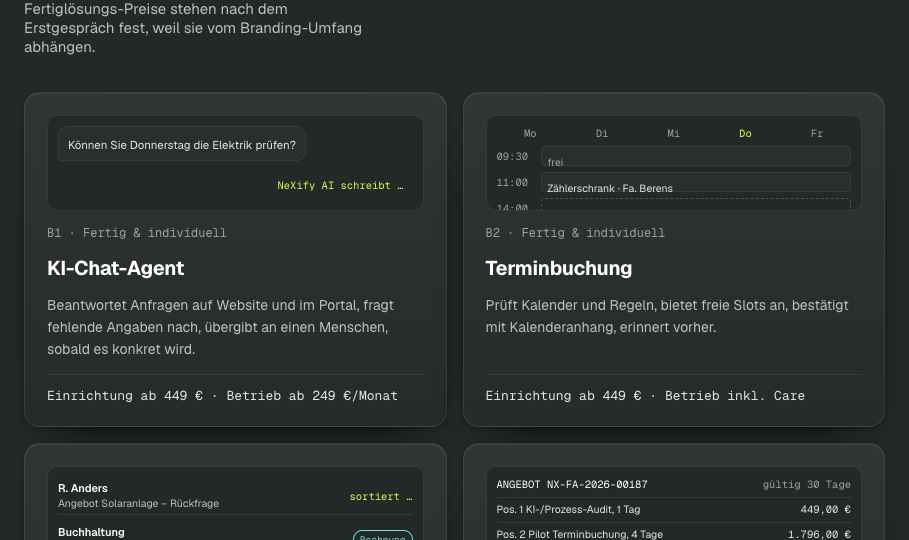 Fertiglösungs-Preise stehen nach dem
Erstgespräch fest, weil sie vom Branding-Umfang
abhängen.
Können Sie Donnerstag die Elektrik prüfen?
NeXify AI schreibt …
B1 · Fertig & individuell
KI-Chat-Agent
Beantwortet Anfragen auf Website und im Portal, fragt
fehlende Angaben nach, übergibt an einen Menschen,
sobald es konkret wird.
Einrichtung ab 449 € · Betrieb ab 249 €/Monat
Mo Di Mi Do Fr
09:30 frei
11:00 Zählerschrank · Fa. Berens
14:00
B2 · Fertig & individuell
Terminbuchung
Prüft Kalender und Regeln, bietet freie Slots an, bestätigt
mit Kalenderanhang, erinnert vorher.
Einrichtung ab 449 € · Betrieb inkl. Care
R. Anders
Angebot Solaranlage – Rückfrage
sortiert …
Buchhaltung
Rechnung
ANGEBOT NX-FA-2026-00187 gültig 30 Tage
Pos. 1 KI-/Prozess-Audit, 1 Tag 449,00 €
Pos. 2 Pilot Terminbuchung, 4 Tage 1.796,00 €